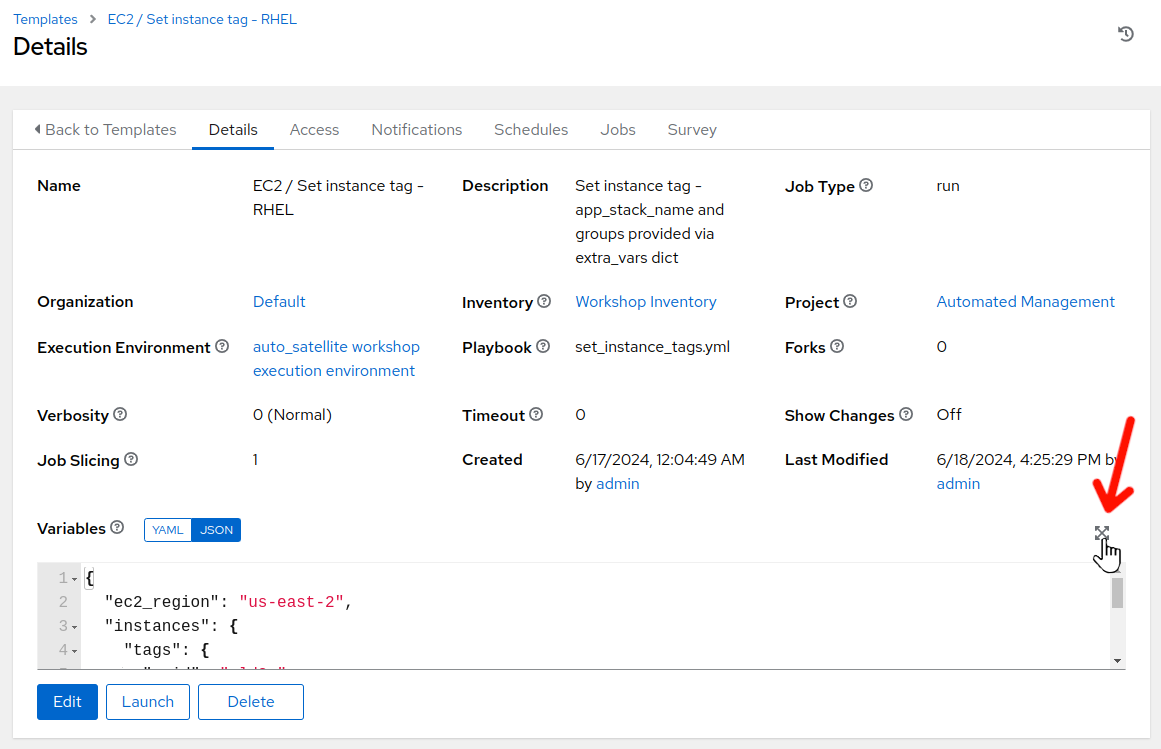 Templates > EC2 / Set instance tag - RHEL
Details
Back to Templates Details Access Notifications Schedules Jobs Survey
Name EC2 / Set instance tag - RHEL
Description Set instance tag - app_stack_name and groups provided via extra_vars dict
Job Type run
Organization Default
Inventory Workshop Inventory
Project Automated Management
Execution Environment auto_satellite workshop execution environment
Playbook set_instance_tags.yml
Forks 0
Verbosity 0 (Normal)
Timeout 0
Show Changes Off
Job Slicing 1
Created 6/17/2024, 12:04:49 AM by admin
Last Modified 6/18/2024, 4:25:29 PM by admin
Variables YAML JSON
1 {
2 "ec2_region": "us-east-2",
3 "instances": {
4 "tags": {
Edit Launch Delete